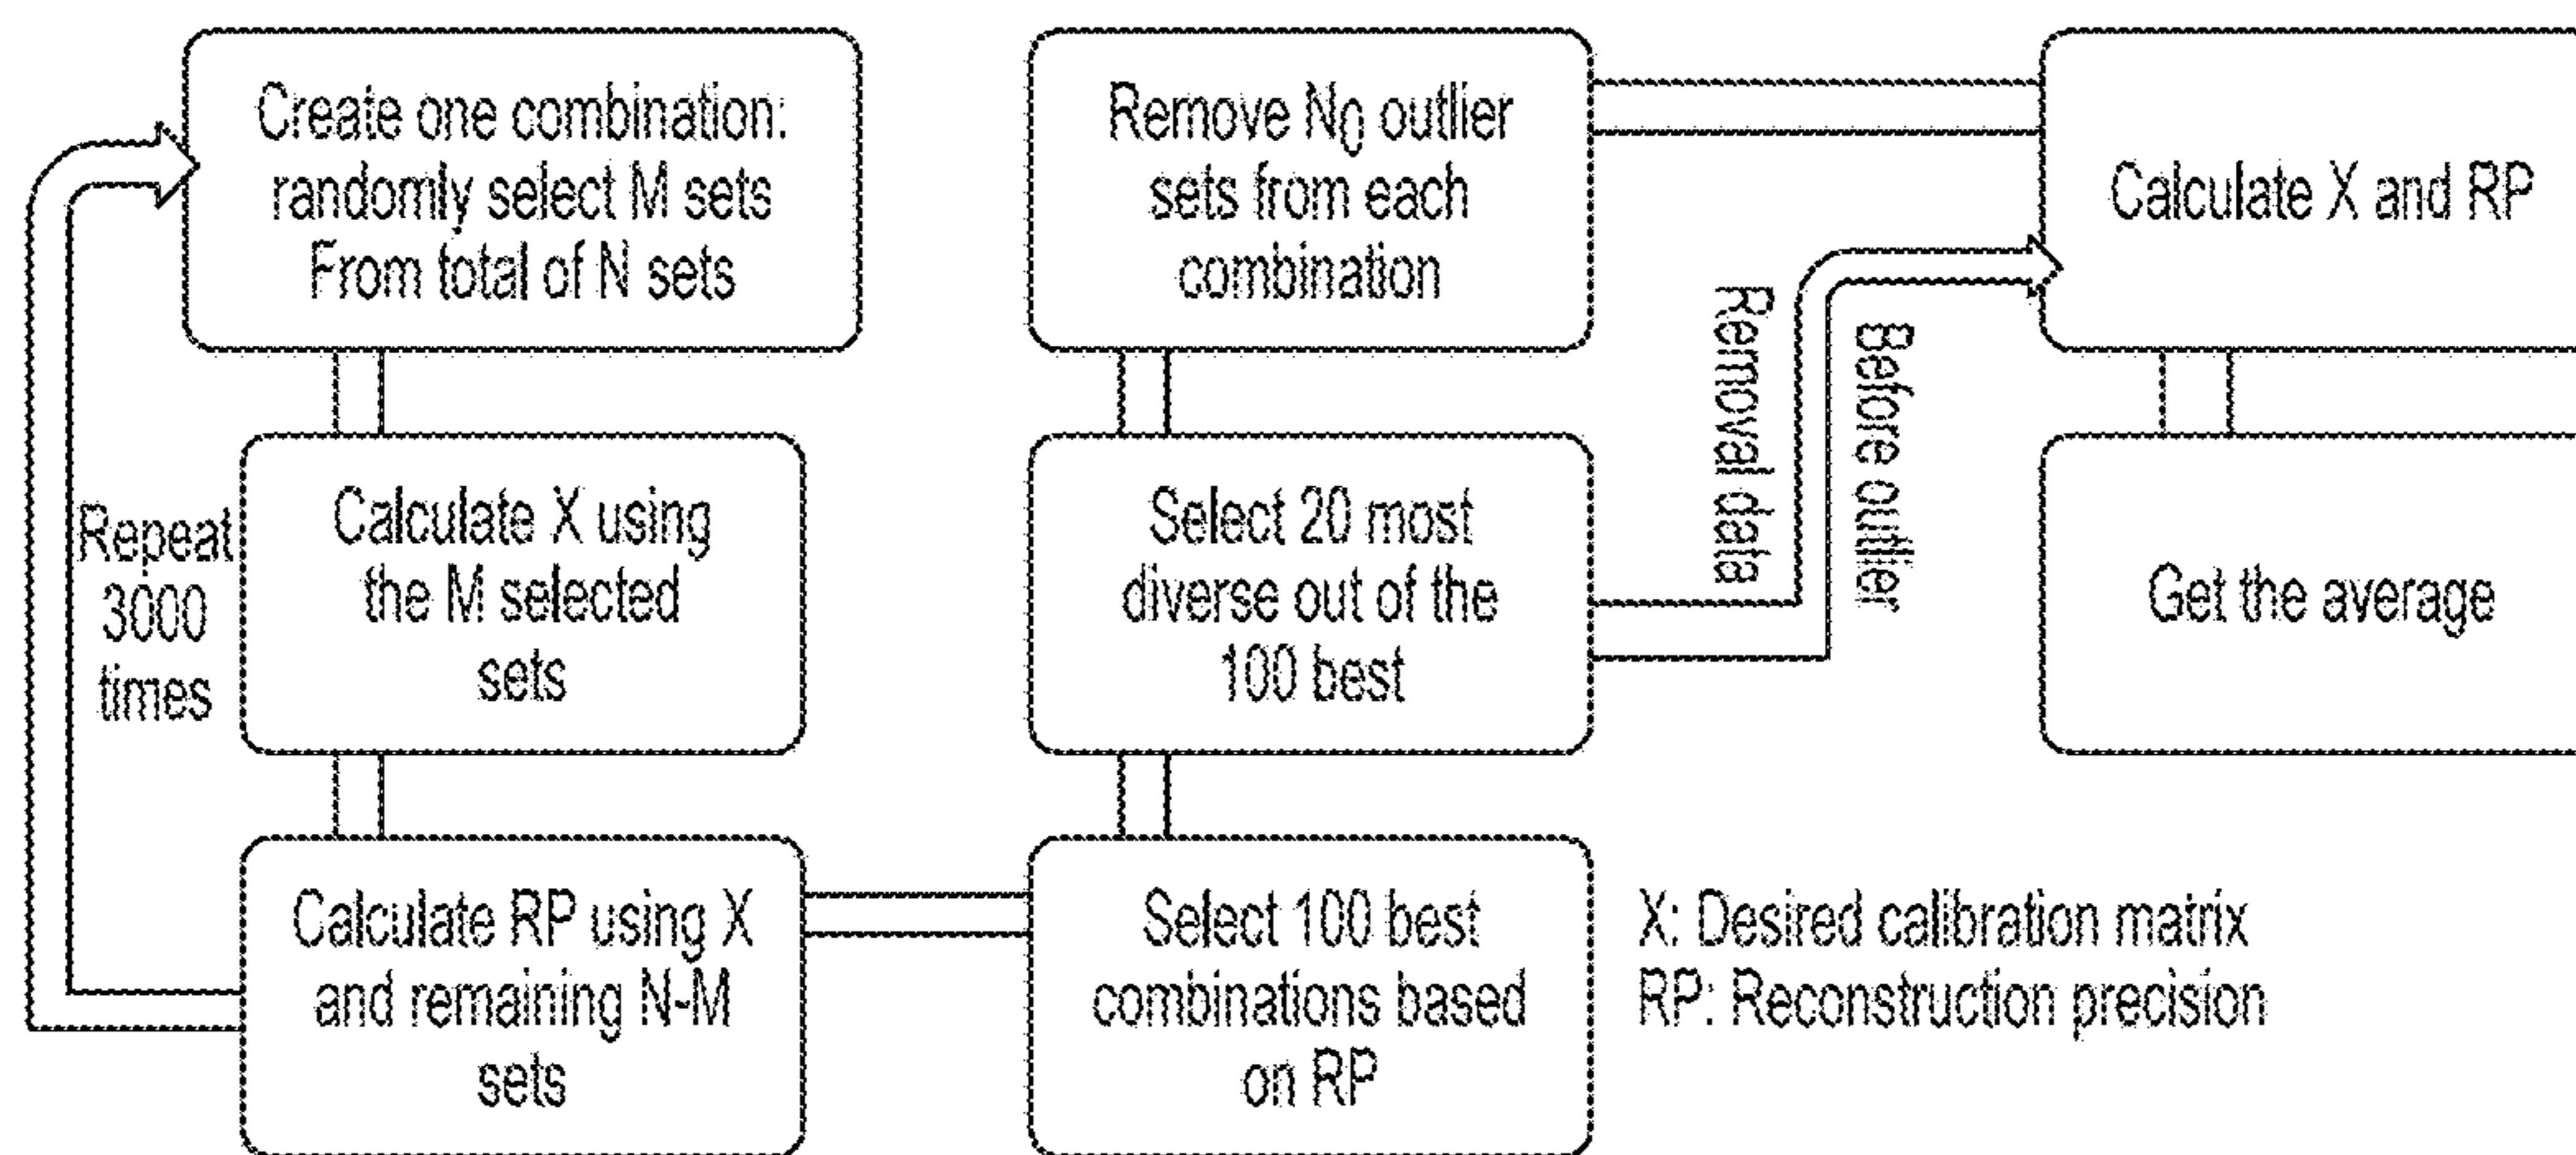 Create one combination:
randomly select M sets
From total of N sets
Repeat
3000
times
Calculate X using
the M selected
sets
Calculate RP using X
and remaining N-M
sets
Select 100 best
combinations based
on RP
Select 20 most
diverse out of the
100 best
Remove N0 outlier
sets from each
combination
Before outlier
Removal data
Calculate X and RP
Get the average
X: Desired calibration matrix
RP: Reconstruction precision